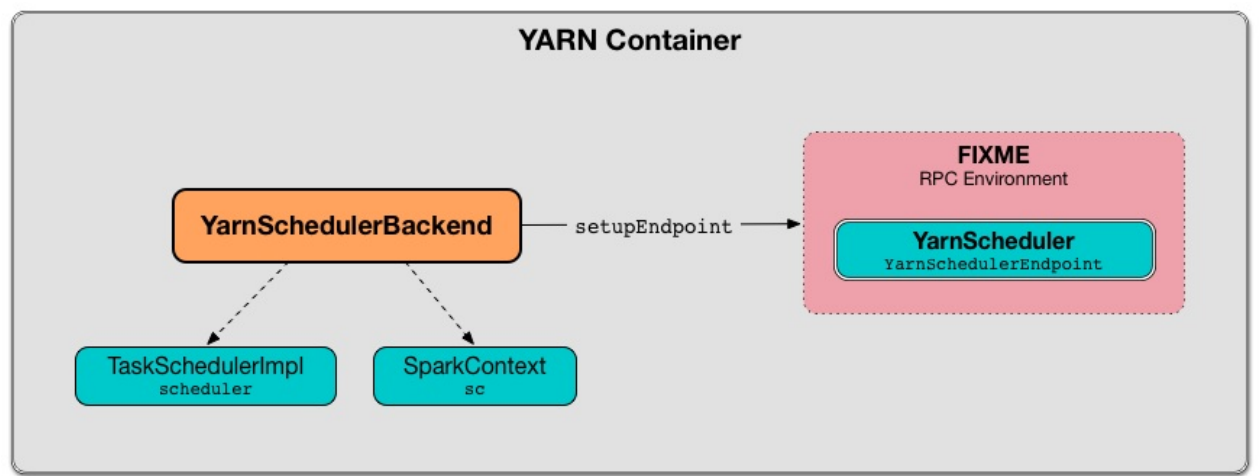 YARN Container
FIXME
RPC Environment
YarnSchedulerBackend
setupEndpoint
YarnScheduler
YarnSchedulerEndpoint
TaskSchedulerImpl
scheduler
SparkContext
sc